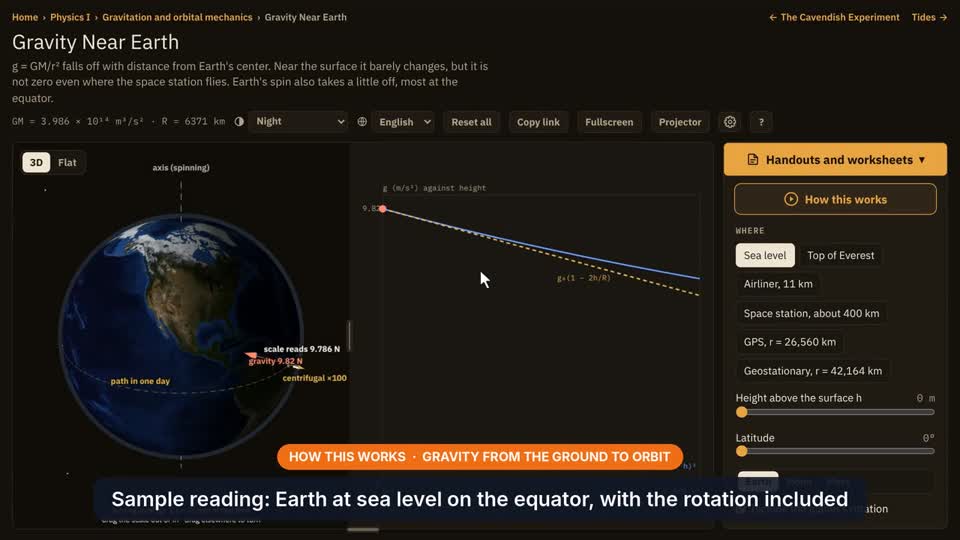 Home › Physics I › Gravitation and orbital mechanics › Gravity Near Earth
← The Cavendish Experiment Tides →
Gravity Near Earth
g = GM/r² falls off with distance from Earth's center. Near the surface it barely changes, but it is
not zero even where the space station flies. Earth's spin also takes a little off, most at the
equator.
GM = 3.986 × 10¹⁴ m³/s² · R = 6371 km
Night
English
Reset all
Copy link
Fullscreen
Projector
?
3D Flat
axis (spinning)
scale reads 9.786 N
gravity 9.82 N
centrifugal ×100
path in one day
g (m/s²) against height
9.82
g₀(1 − 2h/R)
Handouts and worksheets ▾
How this works
WHERE
Sea level
Top of Everest
Airliner, 11 km
Space station, about 400 km
GPS, r = 26,560 km
Geostationary, r = 42,164 km
Height above the surface h 0 m
Latitude 0°
Earth
HOW THIS WORKS · GRAVITY FROM THE GROUND TO ORBIT
Sample reading: Earth at sea level on the equator, with the rotation included